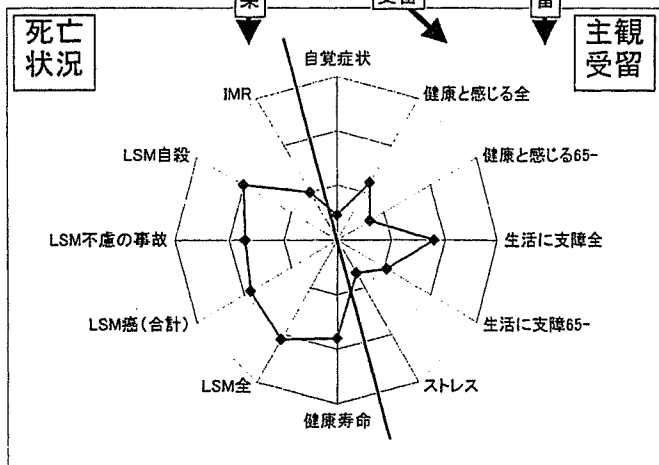 受留
死亡
状況
主観
受留
自覚症状
IMR
健康と感じる全
LSM自殺
健康と感じる65-
LSM不慮の事故
生活に支障全
LSM癌(合計)
生活に支障65-
LSM全
ストレス
健康寿命